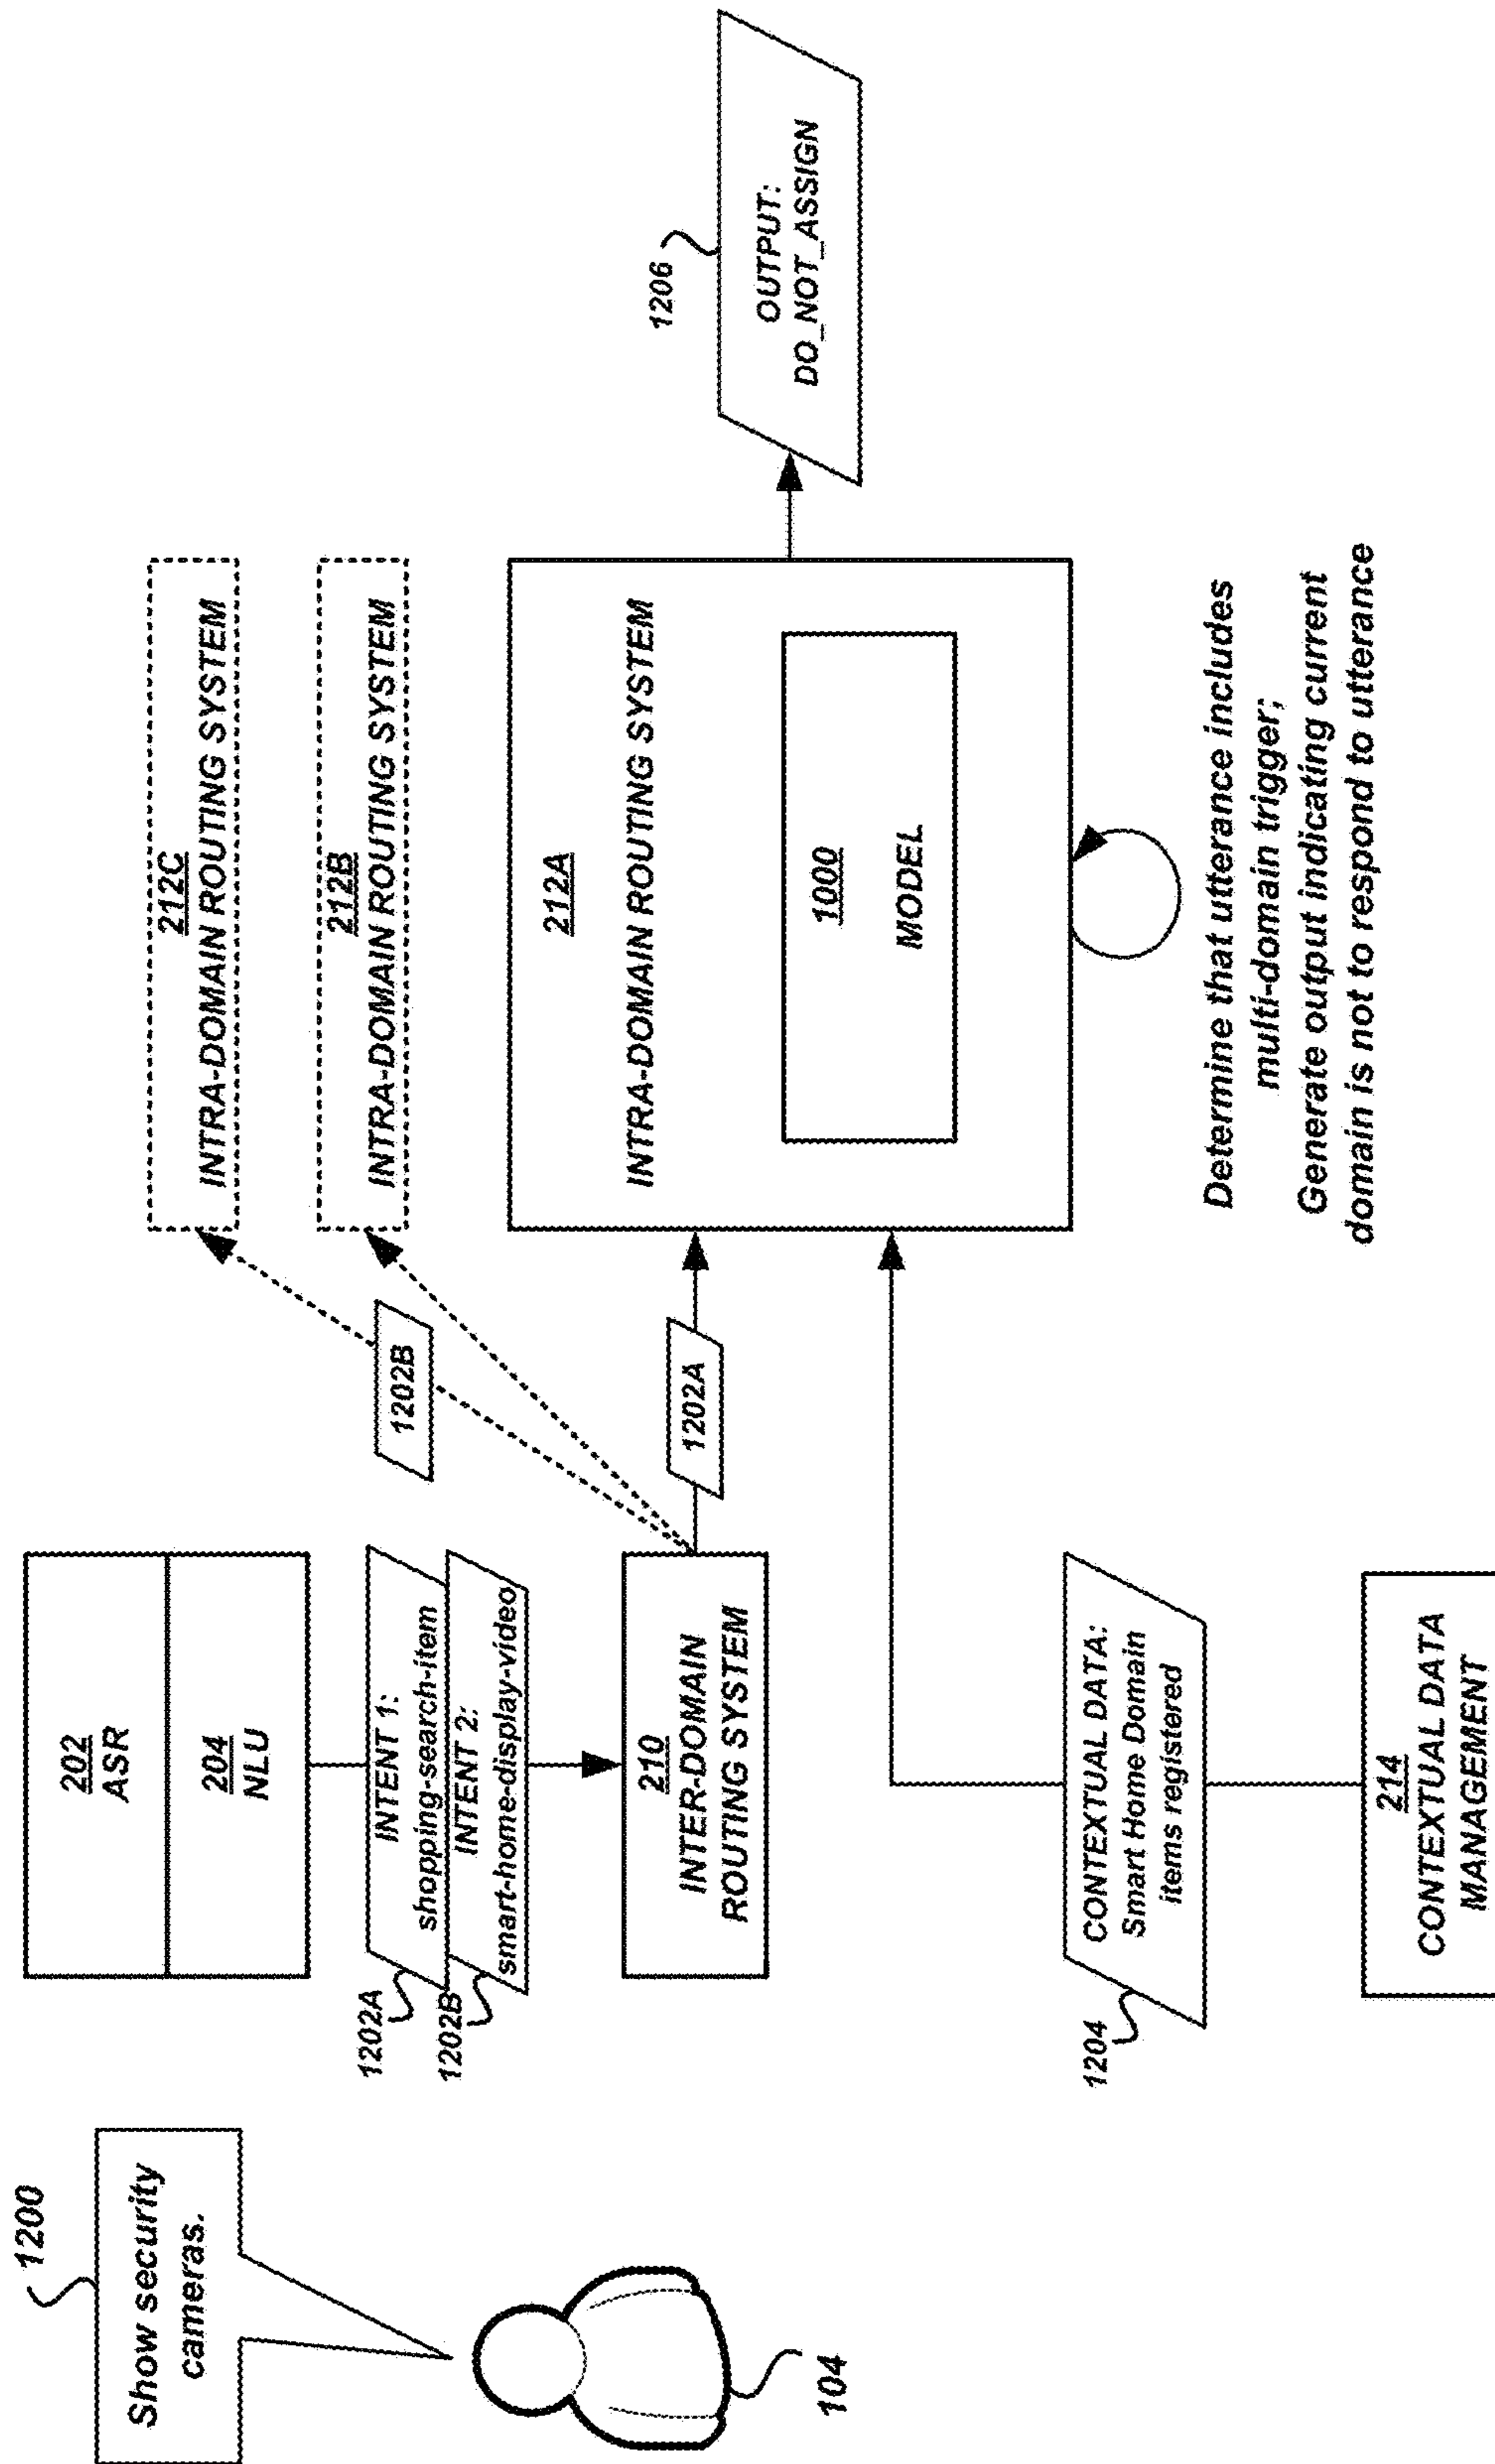 1200
Show security
cameras.
104
202
ASR
204
NLU
1202A
INTENT 1:
shopping-search-item
1202B
INTENT 2:
smart-home-display-video
210
INTER-DOMAIN
ROUTING SYSTEM
1204
CONTEXTUAL DATA:
Smart Home Domain
items registered
214
CONTEXTUAL DATA
MANAGEMENT
1202B
1202A
212C
INTRA-DOMAIN ROUTING SYSTEM
212B
INTRA-DOMAIN ROUTING SYSTEM
212A
INTRA-DOMAIN ROUTING SYSTEM
1000
MODEL
Determine that utterance includes
multi-domain trigger;
Generate output indicating current
domain is not to respond to utterance
1206
OUTPUT:
DO_NOT_ASSIGN